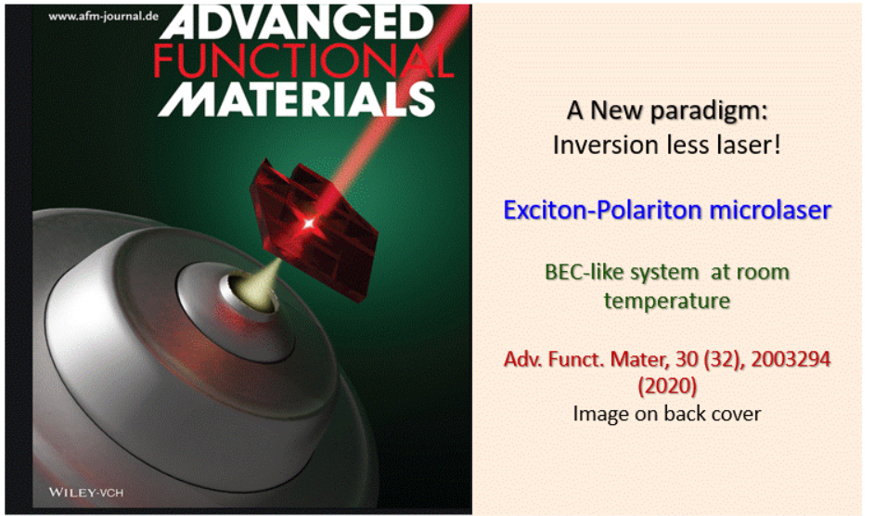 www.afm-journal.de
ADVANCED
FUNCTIONAL
MATERIALS
WILEY-VCH
A New paradigm:
Inversion less laser!
Exciton-Polariton microlaser
BEC-like system at room
temperature
Adv. Funct. Mater, 30 (32), 2003294
(2020)
Image on back cover